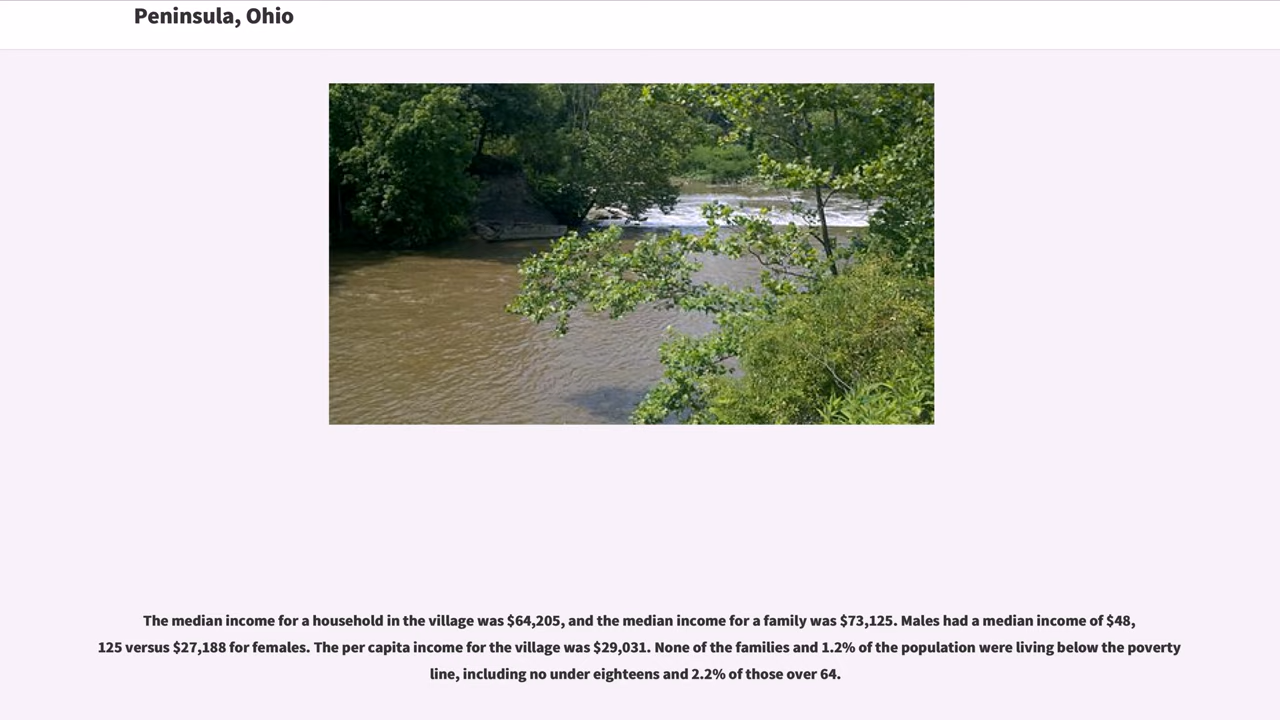 Peninsula, Ohio
The median income for a household in the village was $64,205, and the median income for a family was $73,125. Males had a median income of $48,
125 versus $27,188 for females. The per capita income for the village was $29,031. None of the families and 1.2% of the population were living below the poverty
line, including no under eighteens and 2.2% of those over 64.